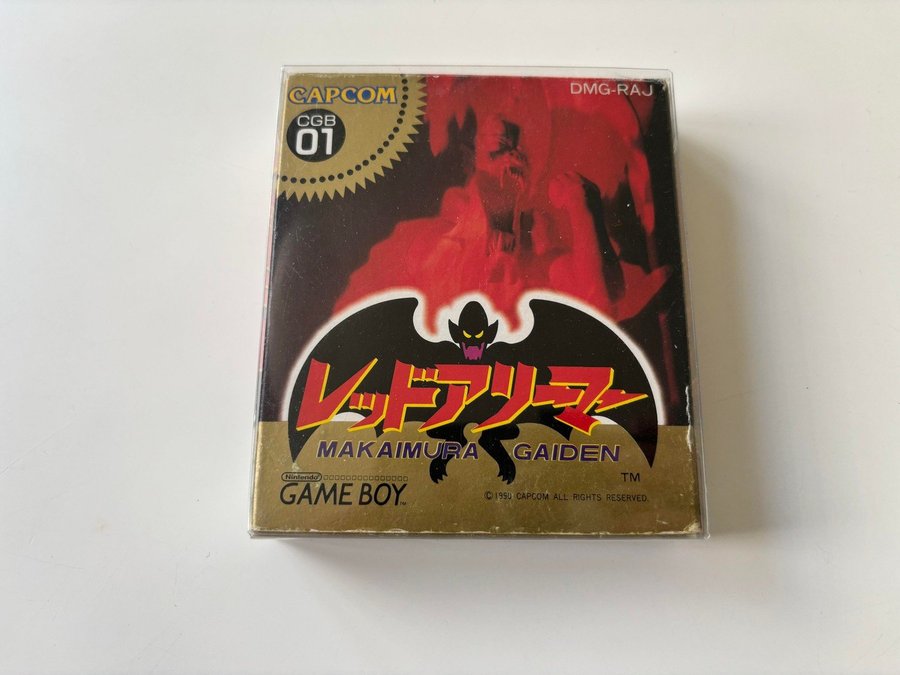 CAPCOM
CGB
01
DMG-RAJ
レッドアリーマー
MAKAIMURA GAIDEN
TM
Nintendo
GAME BOY
TM
©1990 CAPCOM ALL RIGHTS RESERVED.